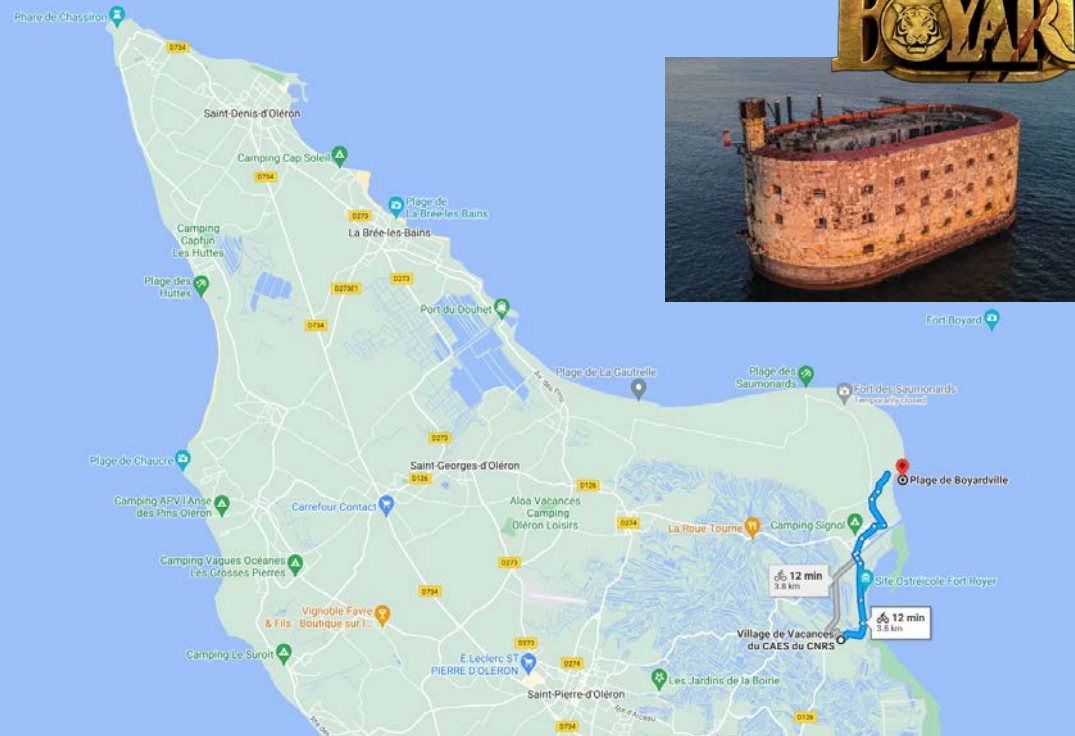 Phare de Chassiron
D734
BOYARD
Saint-Denis-d'Oléron
Camping Cap Soleil
D734
Plage de
La-Brée-les-Bains
D273
La Brée-les-Bains
Camping
Capfun
Les Huttes
Plage des
Huttes
D273
D273E1
Port du Douhet
D734
Fort Boyard
Av. des Pins
Plage de La Gautrelle
Plage des
Saumonards
Fort des Saumonards
Temporarily closed
D273
Plage de Chaucre
Saint-Georges-d'Oléron
D126
Plage de Boyardville
Camping APV l'Anse
des Pins Oléron
Carrefour Contact
Aloa Vacances
Camping
Oléron Loisirs
D126
D274
La Roue Tourne
Camping Signol
Camping Vagues Océanes
Les Grosses Pierres
D273
12 min
3.8 km
Site Ostréicole Fort Royer
D734
Vignoble Favre
& Fils - Boutique sur l...
12 min
3.8 km
Village de Vacances
du CAES du CNRS
D273
Camping Le Suroit
E.Leclerc ST
PIERRE D'OLERON
D274
Les Jardins de la Boirie
Saint-Pierre-d'Oléron
D126
D734